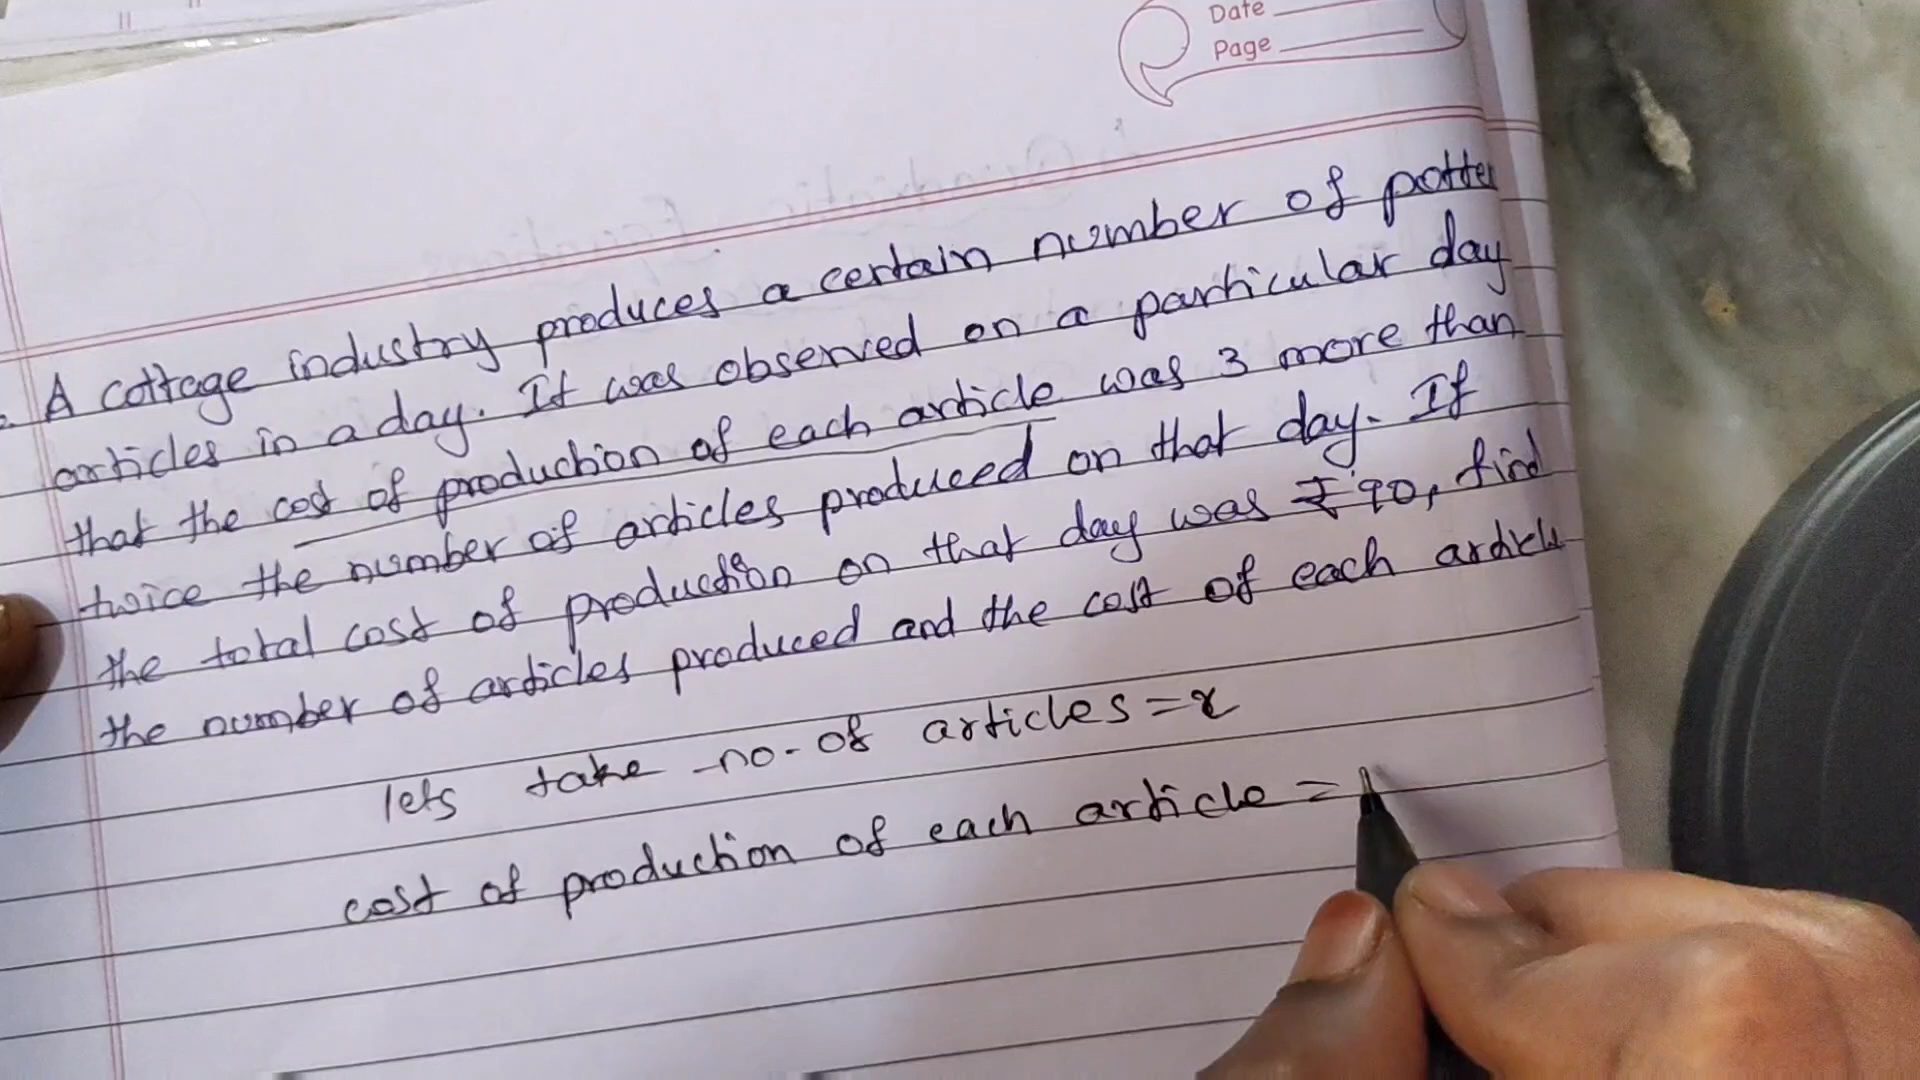 Date
Page
A cottage industry produces a certain number of potte
articles in a day. It was observed on a particular day
that the cost of production of each article was 3 more than
twice the number of articles produced on that day. If
the total cost of production on that day was ₹90, find
the number of articles produced and the cost of each article
lets take no. of articles = x
cost of production of each article =